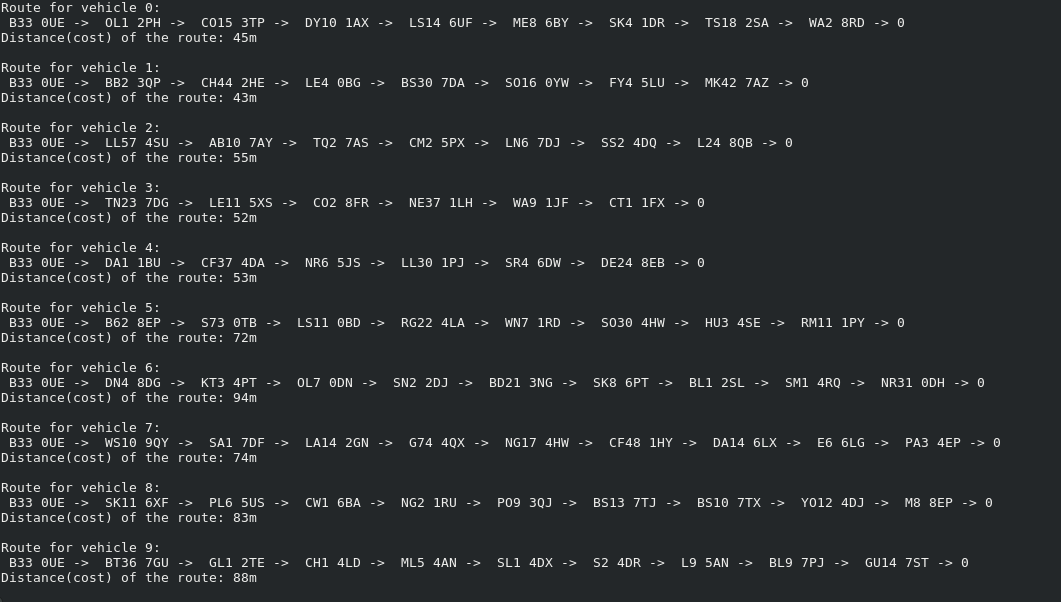 Route for vehicle 0:
B33 0UE -> OL1 2PH -> CO15 3TP -> DY10 1AX -> LS14 6UF -> ME8 6BY -> SK4 1DR -> TS18 2SA -> WA2 8RD -> 0
Distance(cost) of the route: 45m
Route for vehicle 1:
B33 0UE -> BB2 3QP -> CH44 2HE -> LE4 0BG -> BS30 7DA -> SO16 0YW -> FY4 5LU -> MK42 7AZ -> 0
Distance(cost) of the route: 43m
Route for vehicle 2:
B33 0UE -> LL57 4SU -> AB10 7AY -> TQ2 7AS -> CM2 5PX -> LN6 7DJ -> SS2 4DQ -> L24 8QB -> 0
Distance(cost) of the route: 55m
Route for vehicle 3:
B33 0UE -> TN23 7DG -> LE11 5XS -> CO2 8FR -> NE37 1LH -> WA9 1JF -> CT1 1FX -> 0
Distance(cost) of the route: 52m
Route for vehicle 4:
B33 0UE -> DA1 1BU -> CF37 4DA -> NR6 5JS -> LL30 1PJ -> SR4 6DW -> DE24 8EB -> 0
Distance(cost) of the route: 53m
Route for vehicle 5:
B33 0UE -> B62 8EP -> S73 0TB -> LS11 0BD -> RG22 4LA -> WN7 1RD -> SO30 4HW -> HU3 4SE -> RM11 1PY -> 0
Distance(cost) of the route: 72m
Route for vehicle 6:
B33 0UE -> DN4 8DG -> KT3 4PT -> OL7 0DN -> SN2 2DJ -> BD21 3NG -> SK8 6PT -> BL1 2SL -> SM1 4RQ -> NR31 0DH -> 0
Distance(cost) of the route: 94m
Route for vehicle 7:
B33 0UE -> WS10 9QY -> SA1 7DF -> LA14 2GN -> G74 4QX -> NG17 4HW -> CF48 1HY -> DA14 6LX -> E6 6LG -> PA3 4EP -> 0
Distance(cost) of the route: 74m
Route for vehicle 8:
B33 0UE -> SK11 6XF -> PL6 5US -> CW1 6BA -> NG2 1RU -> PO9 3QJ -> BS13 7TJ -> BS10 7TX -> YO12 4DJ -> M8 8EP -> 0
Distance(cost) of the route: 83m
Route for vehicle 9:
B33 0UE -> BT36 7GU -> GL1 2TE -> CH1 4LD -> ML5 4AN -> SL1 4DX -> S2 4DR -> L9 5AN -> BL9 7PJ -> GU14 7ST -> 0
Distance(cost) of the route: 88m